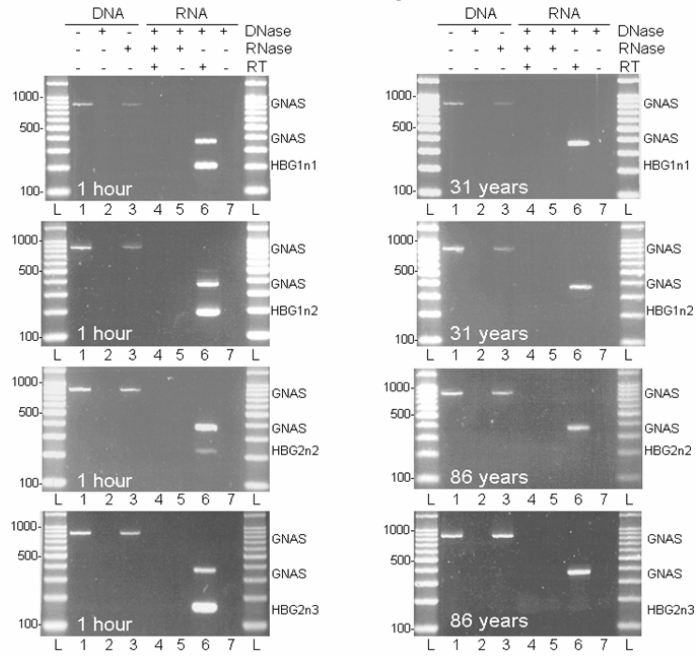 DNA RNA DNA RNA
- + - + + + + DNase - + - + + + + DNase
- - + + + - - RNase - - + + + - - RNase
+ + RT + + RT
1000- GNAS 1000- GNAS
500- GNAS 500- GNAS
HBG1n1 HBG1n1
100- 1 hour 100- 31 years
L 1 2 3 4 5 6 7 L L 1 2 3 4 5 6 7 L
1000- GNAS 1000- GNAS
500- GNAS 500- GNAS
HBG1n2 HBG1n2
100- 1 hour 100- 31 years
L 1 2 3 4 5 6 7 L L 1 2 3 4 5 6 7 L
1000- GNAS 1000- GNAS
500- GNAS 500- GNAS
HBG2n2 HBG2n2
100- 1 hour 100- 86 years
L 1 2 3 4 5 6 7 L L 1 2 3 4 5 6 7 L
1000- GNAS 1000- GNAS
500- GNAS 500- GNAS
HBG2n3 HBG2n3
100- 1 hour 100- 86 years
L 1 2 3 4 5 6 7 L L 1 2 3 4 5 6 7 L